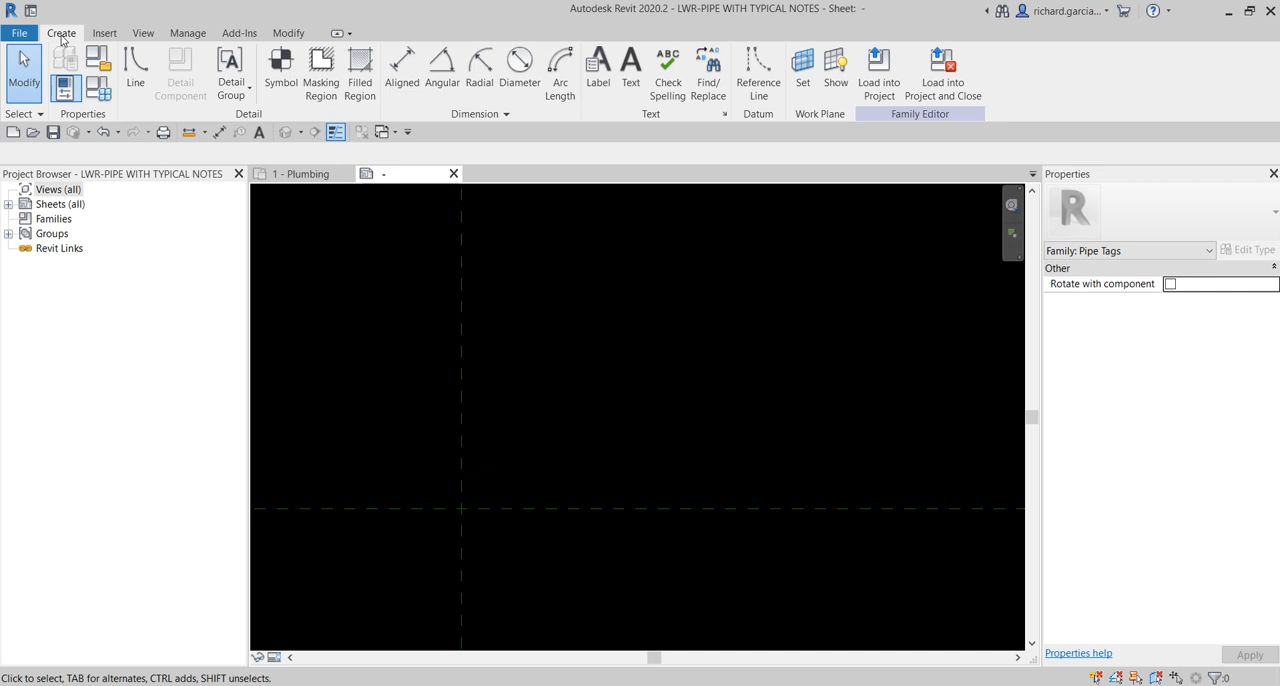 Autodesk Revit 2020.2 - LWR-PIPE WITH TYPICAL NOTES - Sheet: -
richard.garcia...
File Create Insert View Manage Add-Ins Modify
Modify
Line
Detail Component
Detail Group
Symbol
Masking Region
Filled Region
Aligned
Angular
Radial
Diameter
Arc Length
Label
Text
ABC
Check Spelling
Find/ Replace
Reference Line
Set
Show
Load into Project
Load into Project and Close
Select Properties Detail Dimension Text Datum Work Plane Family Editor
Project Browser - LWR-PIPE WITH TYPICAL NOTES
1 - Plumbing
-
Properties
Views (all)
Sheets (all)
Families
Groups
Revit Links
Family: Pipe Tags
Edit Type
Other
Rotate with component
Properties help
Apply
Click to select, TAB for alternates, CTRL adds, SHIFT unselects.
:0